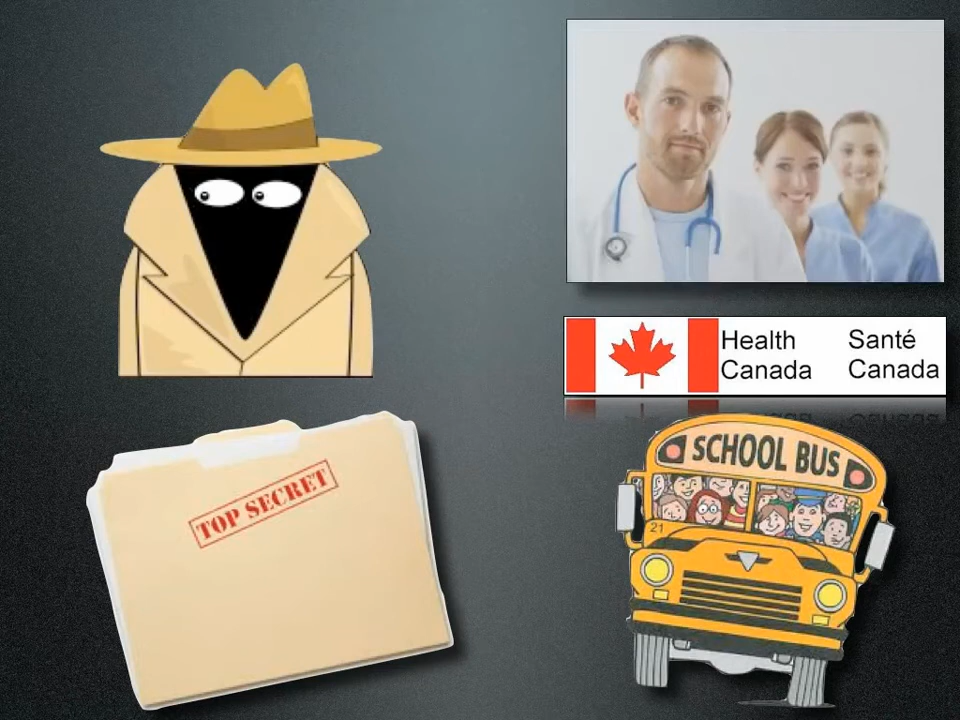 Health Canada
Santé Canada
TOP SECRET
SCHOOL BUS
21